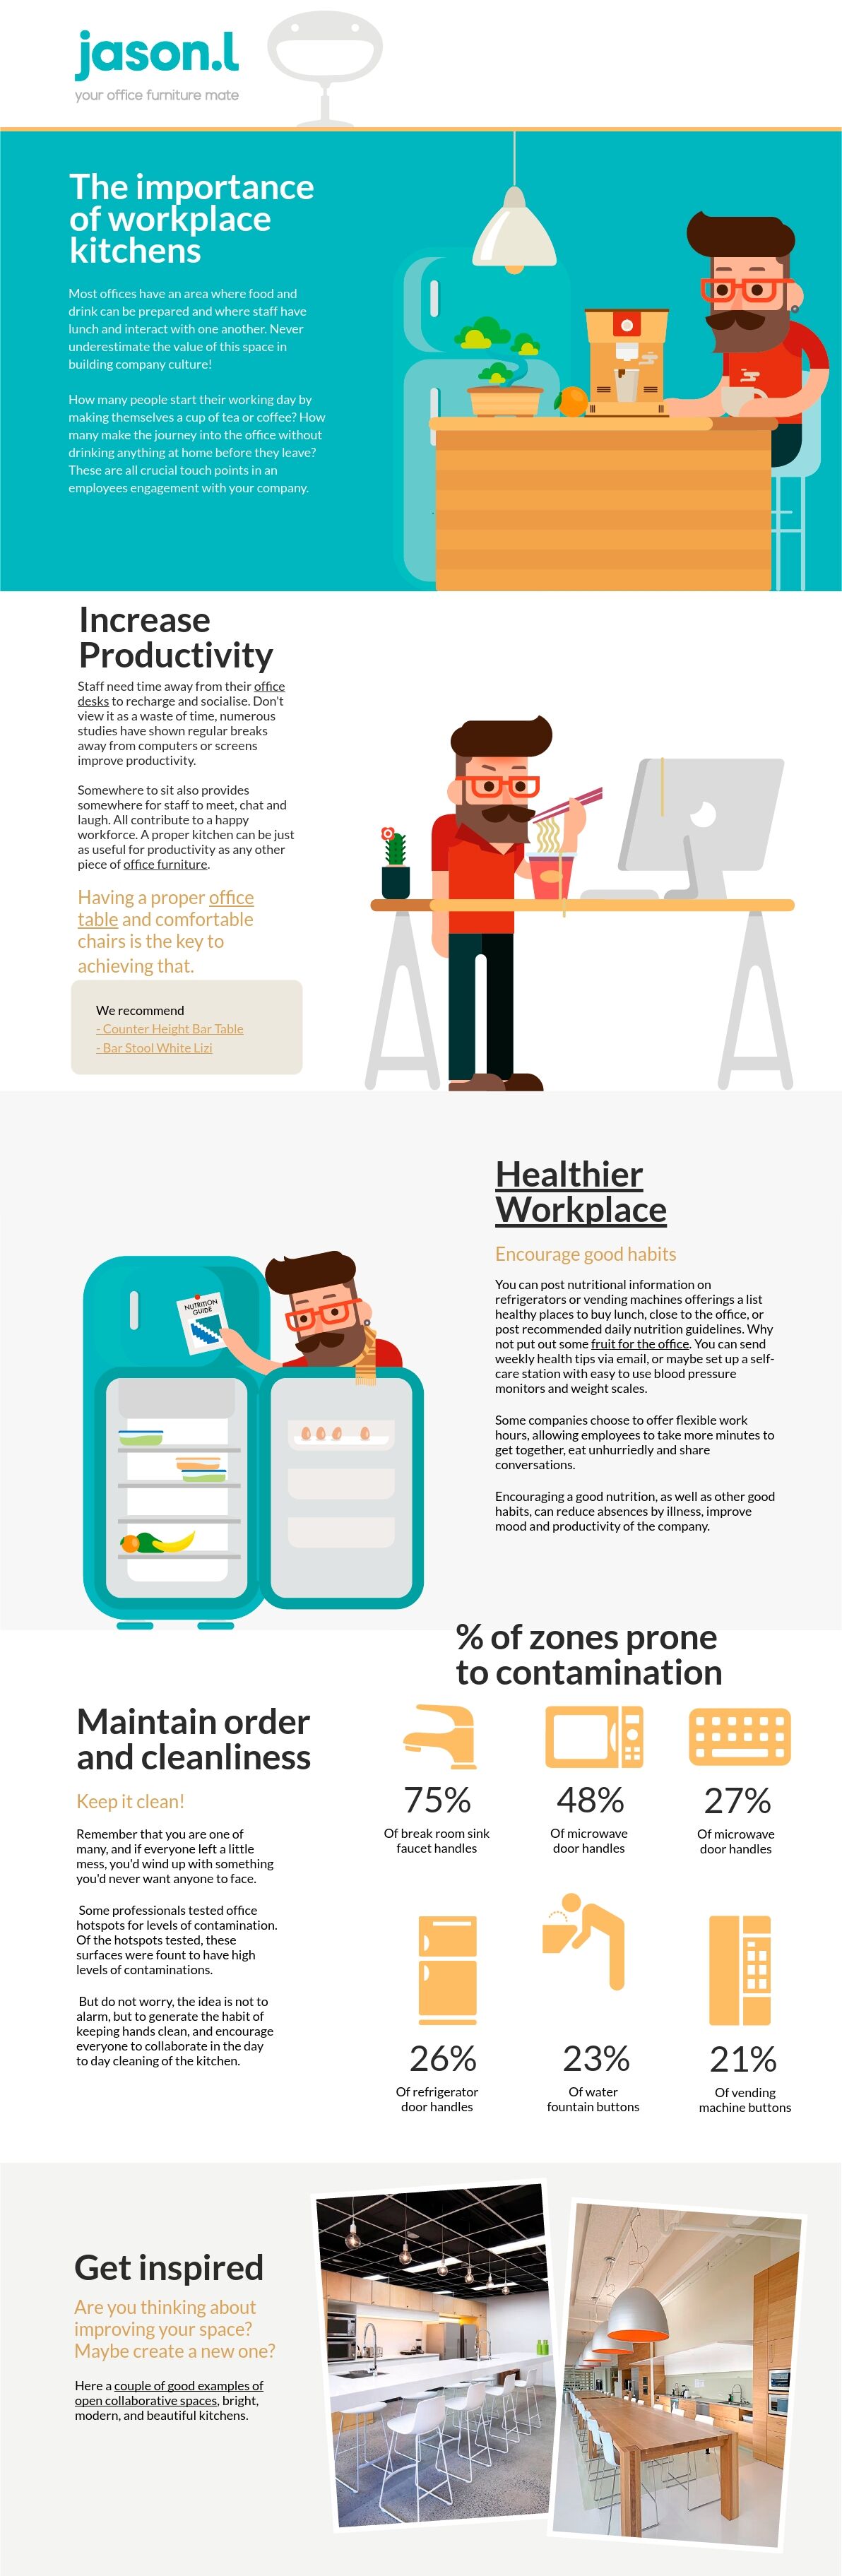 jason.l
your office furniture mate
The importance
of workplace
kitchens
Most offices have an area where food and
drink can be prepared and where staff have
lunch and interact with one another. Never
underestimate the value of this space in
building company culture!
How many people start their working day by
making themselves a cup of tea or coffee? How
many make the journey into the office without
drinking anything at home before they leave?
These are all crucial touch points in an
employees engagement with your company.
Increase
Productivity
Staff need time away from their office
desks to recharge and socialise. Don't
view it as a waste of time, numerous
studies have shown regular breaks
away from computers or screens
improve productivity.
Somewhere to sit also provides
somewhere for staff to meet, chat and
laugh. All contribute to a happy
workforce. A proper kitchen can be just
as useful for productivity as any other
piece of office furniture.
Having a proper office
table and comfortable
chairs is the key to
achieving that.
We recommend
- Counter Height Bar Table
- Bar Stool White Lizi
Healthier
Workplace
Encourage good habits
You can post nutritional information on
refrigerators or vending machines offerings a list
healthy places to buy lunch, close to the office, or
post recommended daily nutrition guidelines. Why
not put out some fruit for the office. You can send
weekly health tips via email, or maybe set up a self-
care station with easy to use blood pressure
monitors and weight scales.
Some companies choose to offer flexible work
hours, allowing employees to take more minutes to
get together, eat unhurriedly and share
conversations.
Encouraging a good nutrition, as well as other good
habits, can reduce absences by illness, improve
mood and productivity of the company.
NUTRITION
GUIDE
Maintain order
and cleanliness
Keep it clean!
Remember that you are one of
many, and if everyone left a little
mess, you'd wind up with something
you'd never want anyone to face.
Some professionals tested office
hotspots for levels of contamination.
Of the hotspots tested, these
surfaces were fount to have high
levels of contaminations.
But do not worry, the idea is not to
alarm, but to generate the habit of
keeping hands clean, and encourage
everyone to collaborate in the day
to day cleaning of the kitchen.
% of zones prone
to contamination
75%
Of break room sink
faucet handles
48%
Of microwave
door handles
27%
Of microwave
door handles
26%
Of refrigerator
door handles
23%
Of water
fountain buttons
21%
Of vending
machine buttons
Get inspired
Are you thinking about
improving your space?
Maybe create a new one?
Here a couple of good examples of
open collaborative spaces, bright,
modern, and beautiful kitchens.